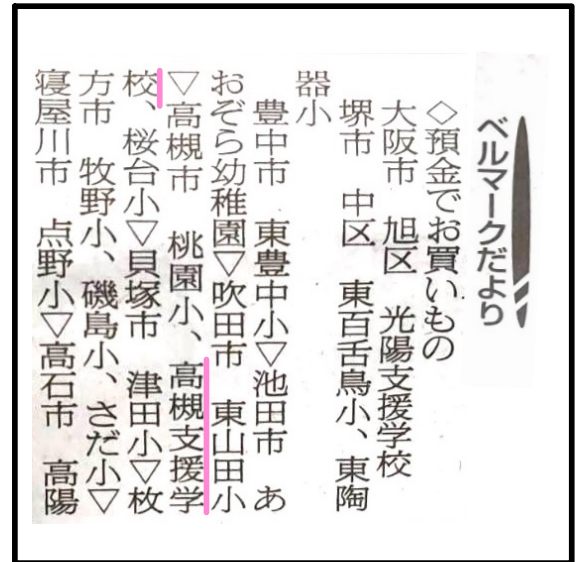 ベルマークだより
◇預金でお買いもの
大阪市　旭区　光陽支援学校
堺市　中区　東百舌鳥小、東陶
器小
豊中市　東豊中小▽池田市　あ
おぞら幼稚園▽吹田市　東山田小
▽高槻市　桃園小、高槻支援学
校、桜台小▽貝塚市　津田小▽枚
方市　牧野小、磯島小、さだ小▽
寝屋川市　点野小▽高石市　高陽